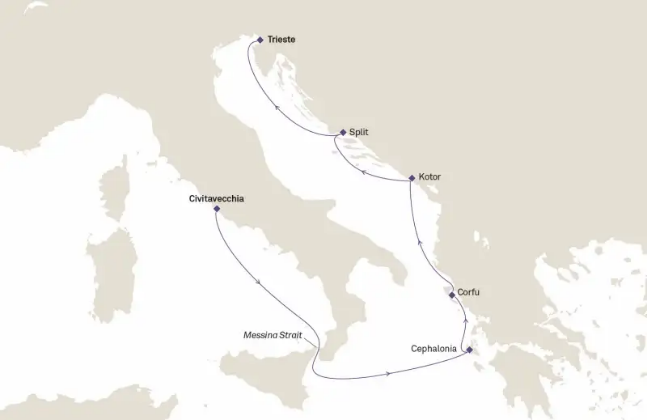 Trieste
Split
Kotor
Civitavecchia
Corfu
Messina Strait
Cephalonia